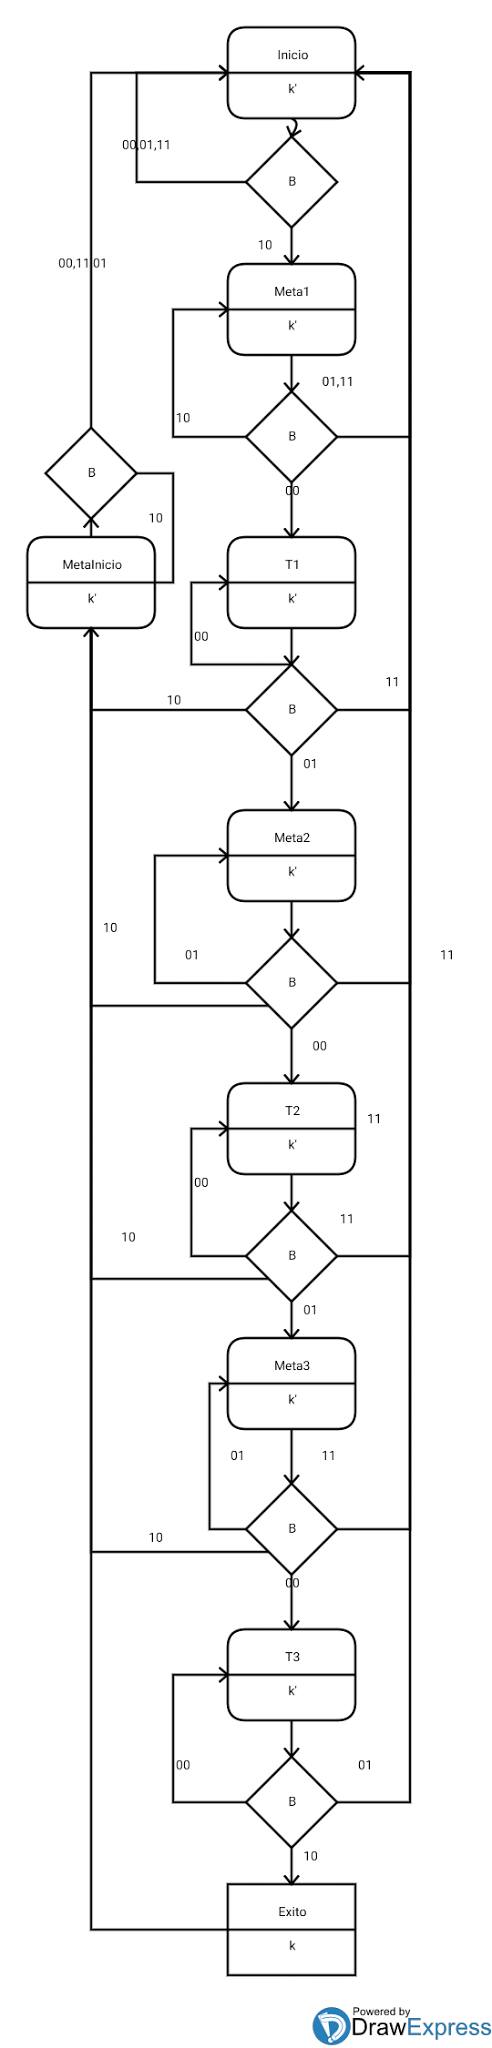 Inicio
k'
00,01,11
B
10
00,11,01
Meta1
k'
01,11
10
B
00
B
10
MetaInicio
k'
T1
k'
00
11
10
B
01
Meta2
k'
10
01
11
B
00
T2
k'
11
00
11
10
B
01
Meta3
k'
01
11
10
B
00
T3
k'
00
01
B
10
Exito
k
Powered by
DrawExpress